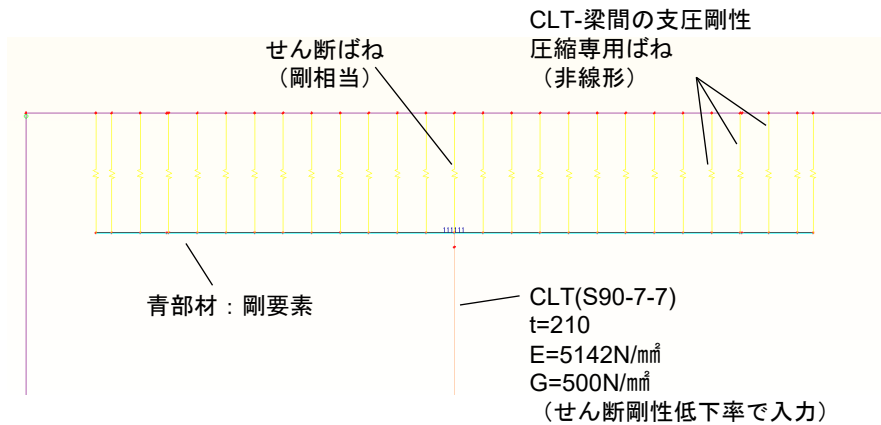 CLT-梁間の支圧剛性
圧縮専用ばね
（非線形）
せん断ばね
（剛相当）
青部材：剛要素
CLT(S90-7-7)
t=210
E=5142N/m㎡
G=500N/m㎡
（せん断剛性低下率で入力）